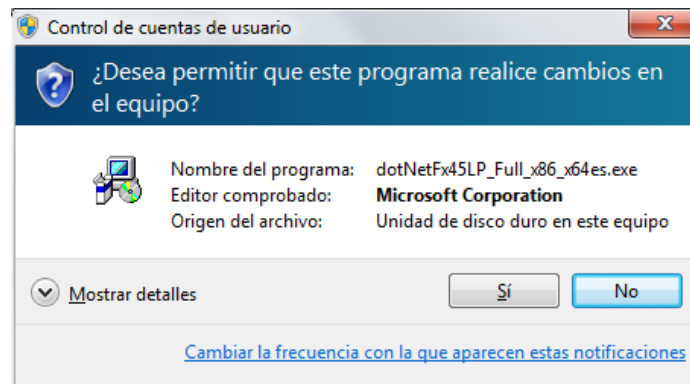 Control de cuentas de usuario
¿Desea permitir que este programa realice cambios en
el equipo?
Nombre del programa: dotNetFx45LP_Full_x86_x64es.exe
Editor comprobado: Microsoft Corporation
Origen del archivo: Unidad de disco duro en este equipo
Mostrar detalles
Sí
No
Cambiar la frecuencia con la que aparecen estas notificaciones